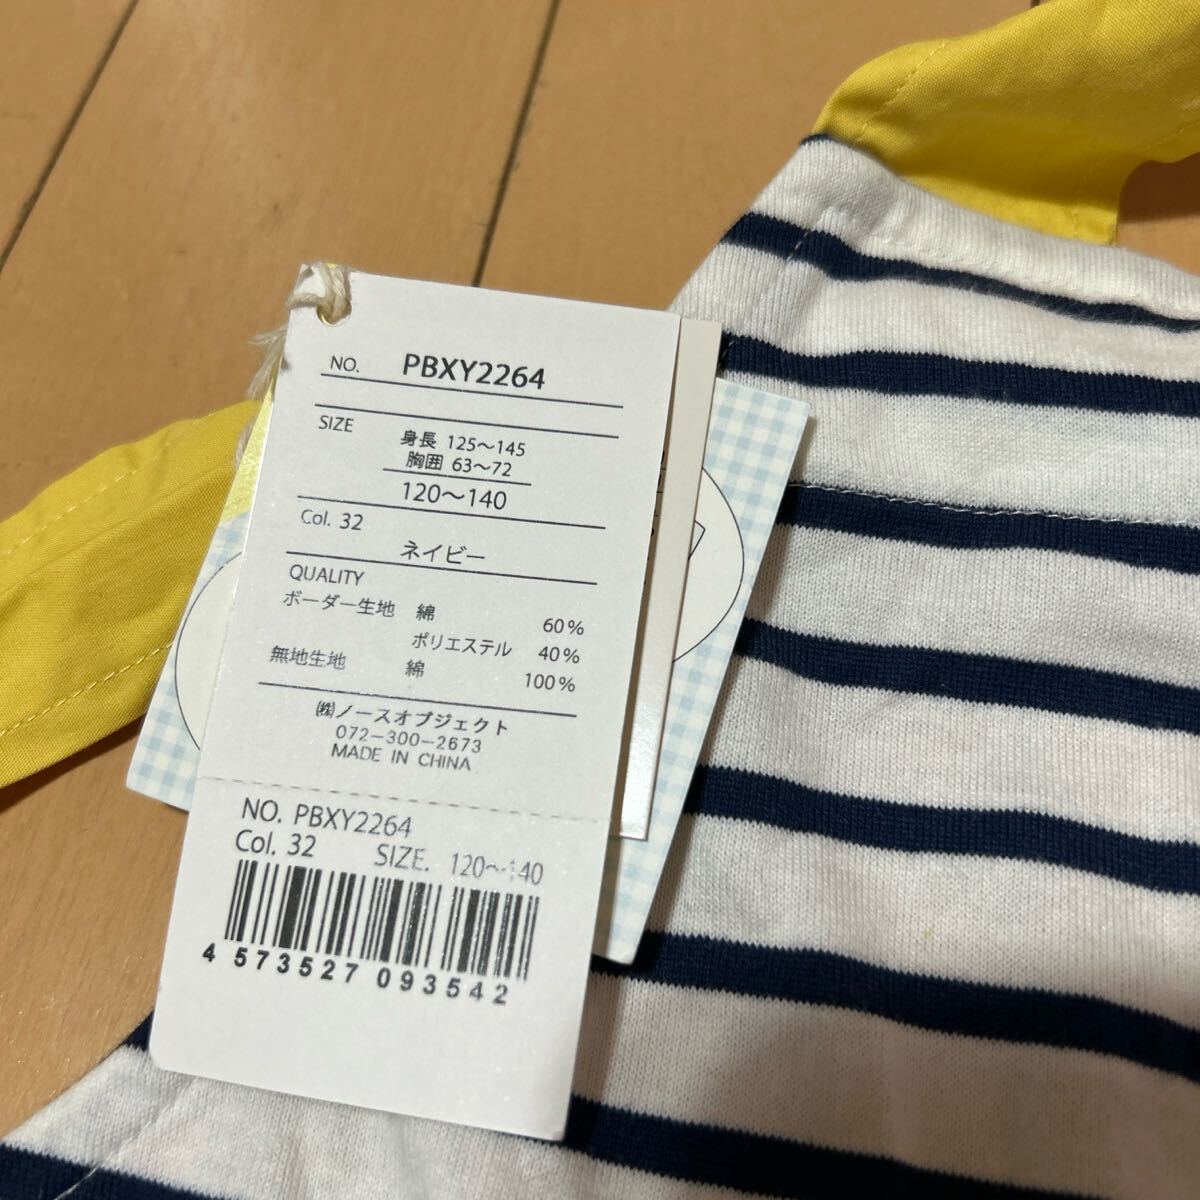 NO. PBXY2264
SIZE 身長 125～145
胸囲 63～72
120～140
Col. 32
ネイビー
QUALITY
ボーダー生地 綿 60%
ポリエステル 40%
無地生地 綿 100%
㈱ノースオブジェクト
072-300-2673
MADE IN CHINA
NO. PBXY2264
Col. 32 SIZE. 120～140
4 573527 093542